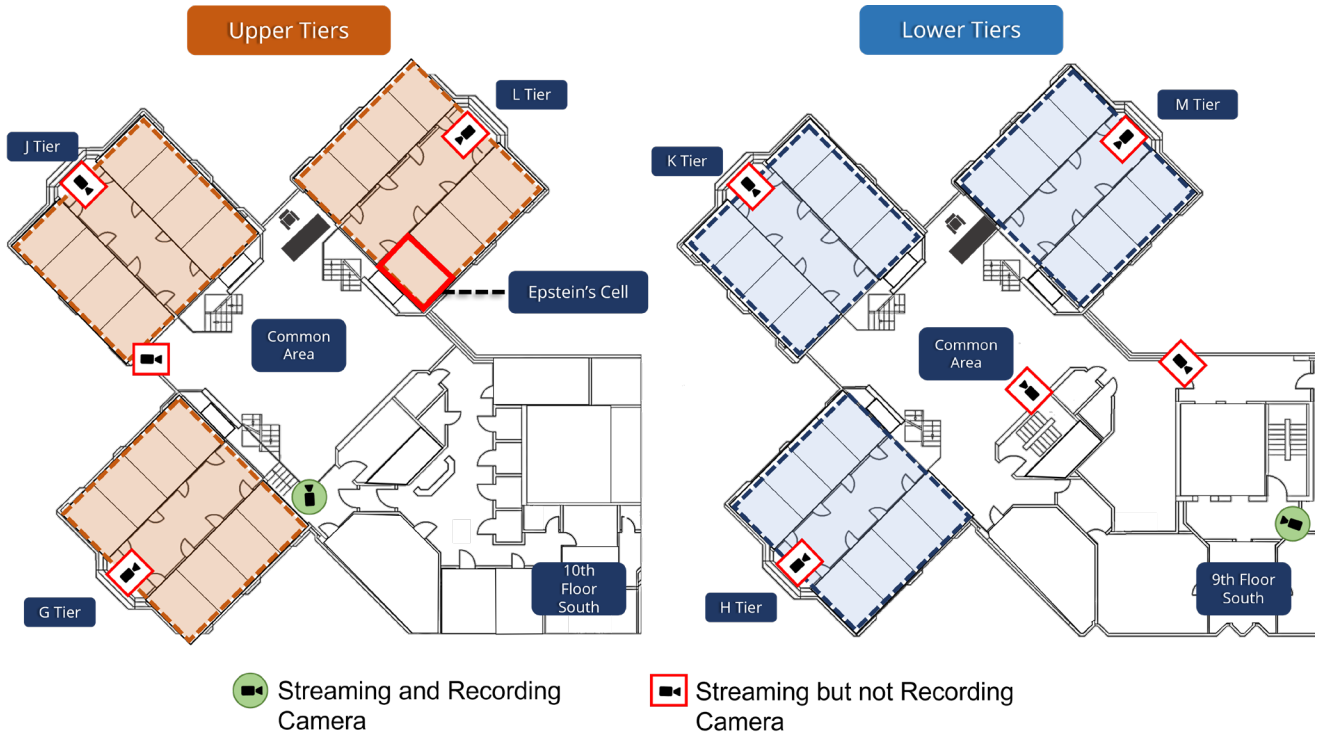 Upper Tiers
Lower Tiers
L Tier
M Tier
J Tier
K Tier
Epstein's Cell
Common
Area
Common
Area
10th
Floor
South
9th Floor
South
G Tier
H Tier
Streaming and Recording
Camera
Streaming but not Recording
Camera